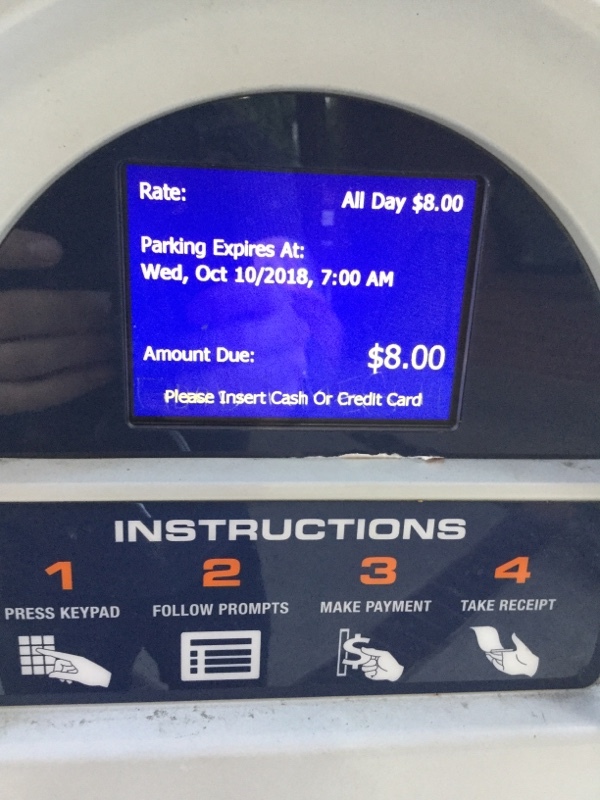 Rate: All Day $8.00
Parking Expires At:
Wed, Oct 10/2018, 7:00 AM
Amount Due: $8.00
Please Insert Cash Or Credit Card
INSTRUCTIONS
1 2 3 4
PRESS KEYPAD FOLLOW PROMPTS MAKE PAYMENT TAKE RECEIPT
$